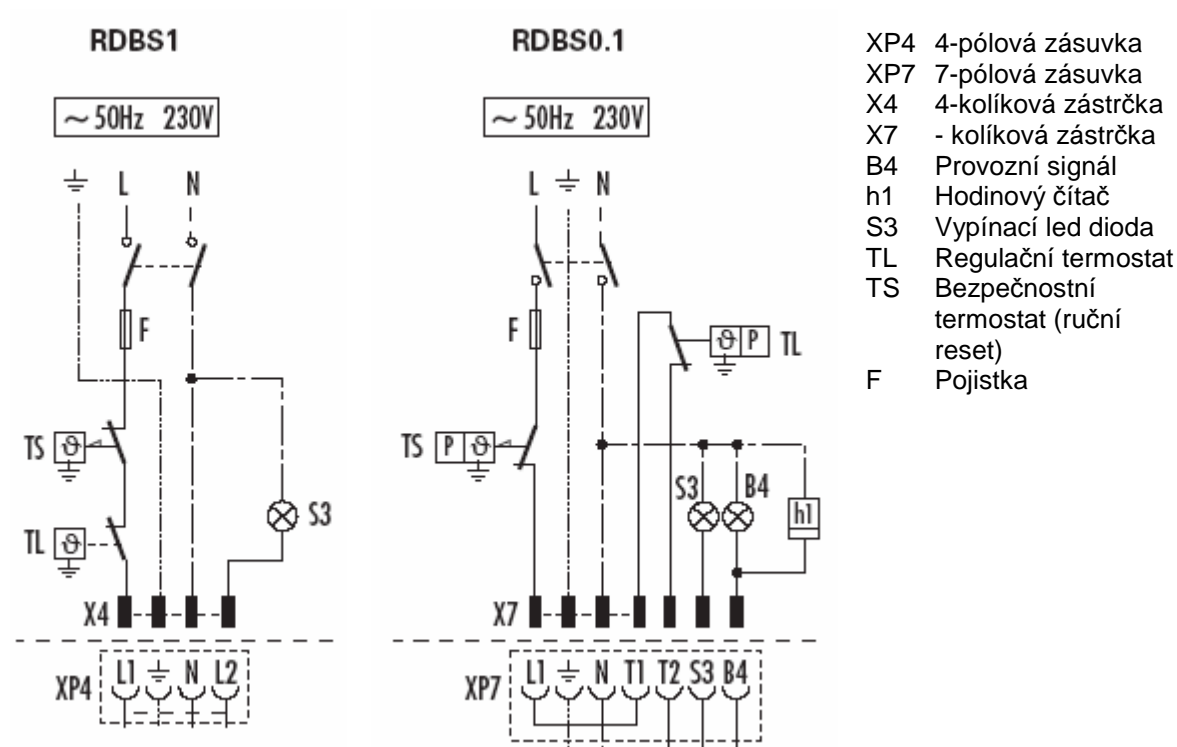 RDBS1
~ 50Hz 230V
L N
F
TS ϑ
TL ϑ
S3
X4
XP4 L1 N L2
RDBS0.1
~ 50Hz 230V
L N
F
ϑ P TL
TS P ϑ
S3 B4
h1
X7
XP7 L1 N T1 T2 S3 B4
XP4 4-pólová zásuvka
XP7 7-pólová zásuvka
X4 4-kolíková zástrčka
X7 - kolíková zástrčka
B4 Provozní signál
h1 Hodinový čítač
S3 Vypínací led dioda
TL Regulační termostat
TS Bezpečnostní
termostat (ruční
reset)
F Pojistka